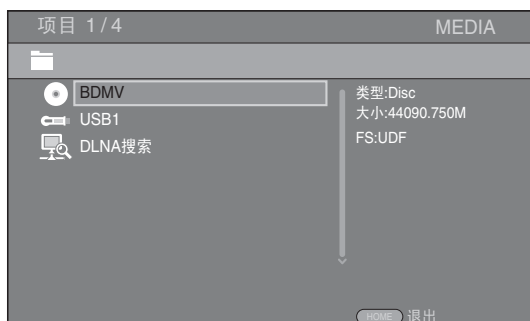 项目 1/4
MEDIA
BDMV
USB1
DLNA搜索
类型:Disc
大小:44090.750M
FS:UDF
HOME 退出